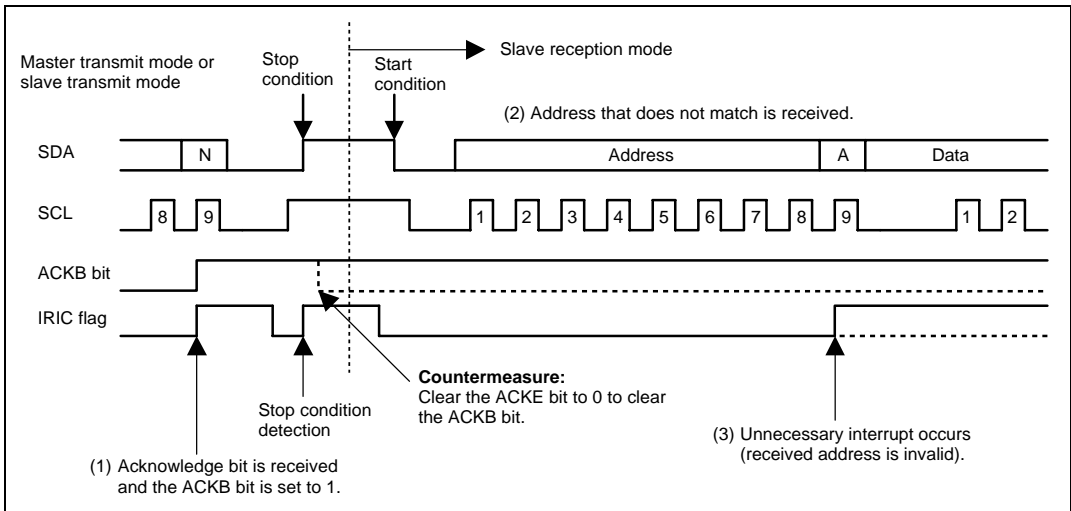 Slave reception mode
Master transmit mode or
slave transmit mode
Stop
condition
Start
condition
(2) Address that does not match is received.
SDA
N
Address
A
Data
SCL
8
9
1
2
3
4
5
6
7
8
9
1
2
ACKB bit
IRIC flag
Countermeasure:
Clear the ACKE bit to 0 to clear
the ACKB bit.
Stop condition
detection
(3) Unnecessary interrupt occurs
(received address is invalid).
(1) Acknowledge bit is received
and the ACKB bit is set to 1.